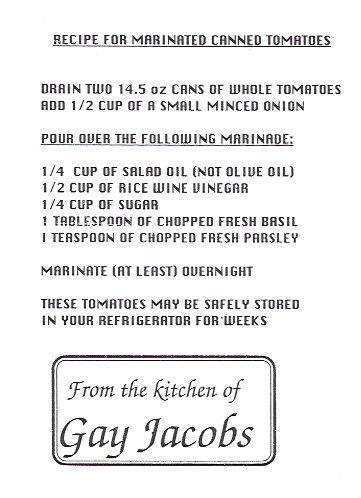 RECIPE FOR MARINATED CANNED TOMATOES
DRAIN TWO 14.5 oz CANS OF WHOLE TOMATOES
ADD 1/2 CUP OF A SMALL MINCED ONION
POUR OVER THE FOLLOWING MARINADE:
1/4 CUP OF SALAD OIL (NOT OLIVE OIL)
1/2 CUP OF RICE WINE VINEGAR
1/4 CUP OF SUGAR
1 TABLESPOON OF CHOPPED FRESH BASIL
1 TEASPOON OF CHOPPED FRESH PARSLEY
MARINATE (AT LEAST) OVERNIGHT
THESE TOMATOES MAY BE SAFELY STORED
IN YOUR REFRIGERATOR FOR WEEKS
From the kitchen of
Gay Jacobs